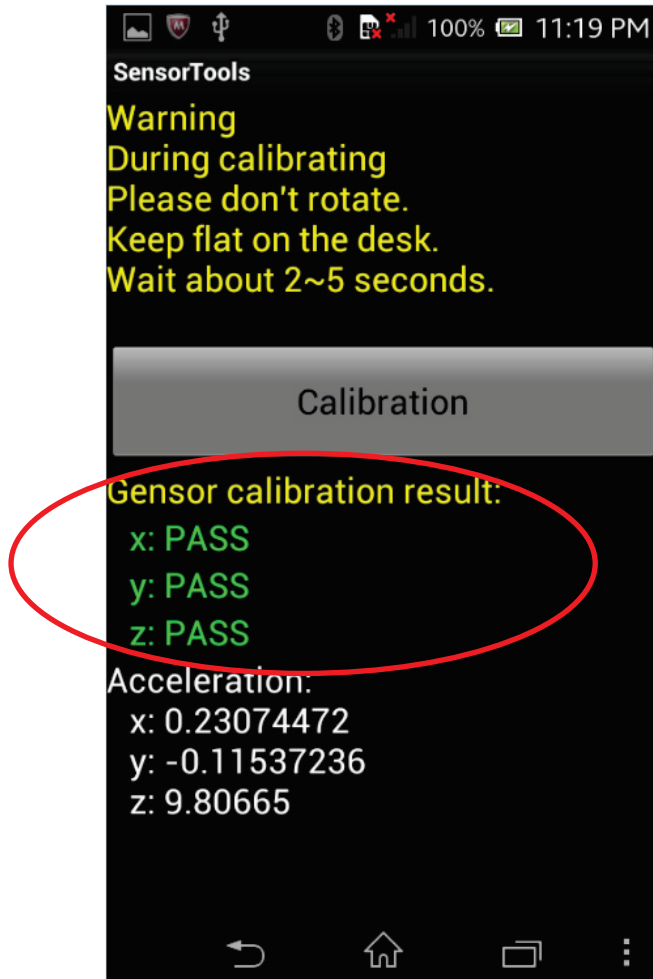 100% 11:19 PM
SensorTools
Warning
During calibrating
Please don't rotate.
Keep flat on the desk.
Wait about 2~5 seconds.
Calibration
Gensor calibration result:
x: PASS
y: PASS
z: PASS
Acceleration:
x: 0.23074472
y: -0.11537236
z: 9.80665